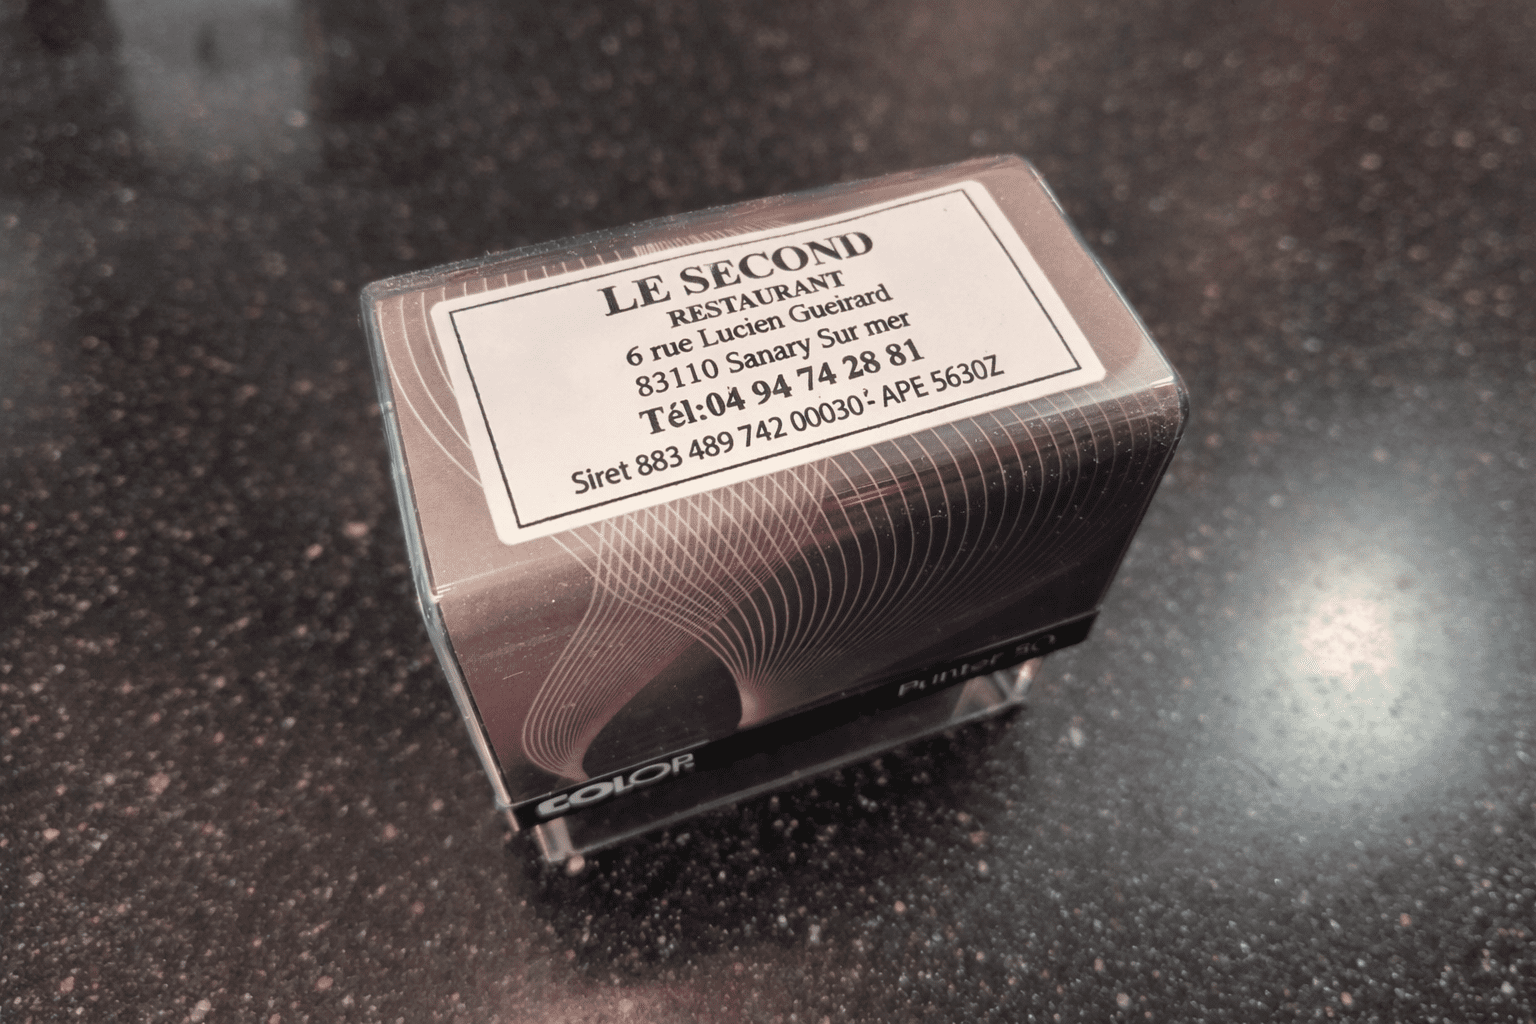 LE SECOND
RESTAURANT
6 rue Lucien Gueirard
83110 Sanary Sur mer
Tél:04 94 74 28 81
Siret 883 489 742 00030 - APE 5630Z
Printer 50
COLOP